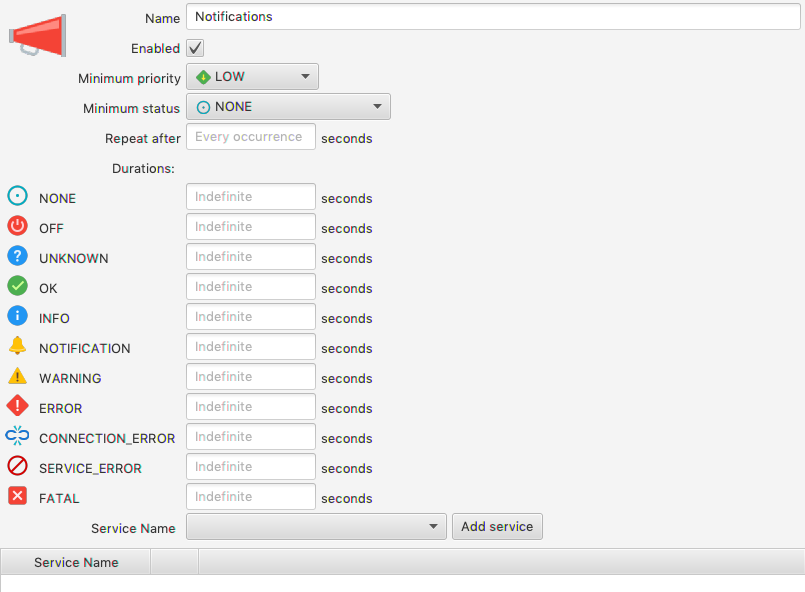 Name Notifications
Enabled
Minimum priority LOW
Minimum status NONE
Repeat after Every occurrence seconds
Durations:
NONE Indefinite seconds
OFF Indefinite seconds
UNKNOWN Indefinite seconds
OK Indefinite seconds
INFO Indefinite seconds
NOTIFICATION Indefinite seconds
WARNING Indefinite seconds
ERROR Indefinite seconds
CONNECTION_ERROR Indefinite seconds
SERVICE_ERROR Indefinite seconds
FATAL Indefinite seconds
Service Name Add service
Service Name